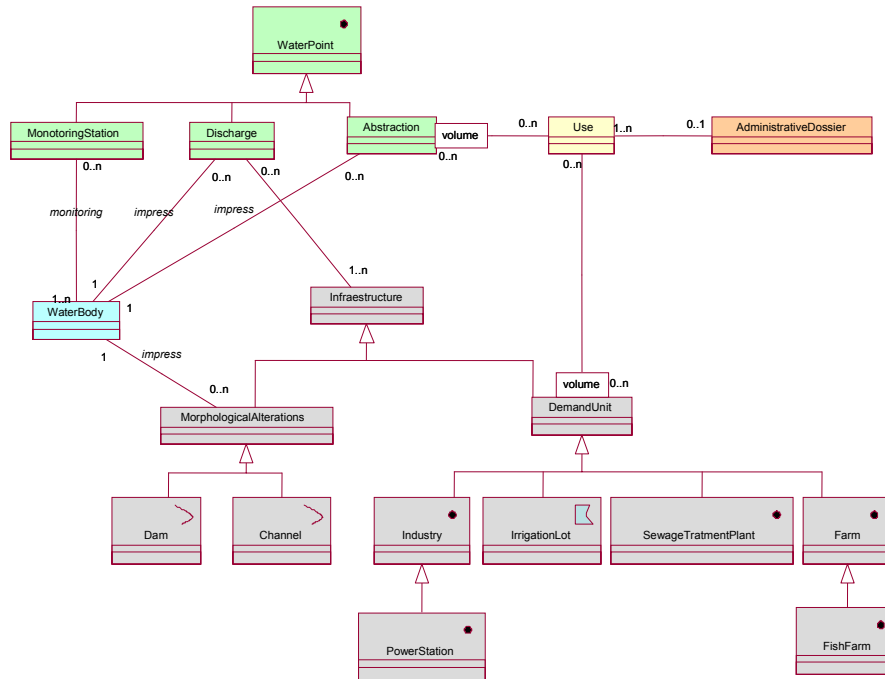 WaterPoint
MonotoringStation
Discharge
Abstraction
volume
0..n
Use
1..n
0..1
AdministrativeDossier
0..n
0..n
0..n
0..n
0..n
0..n
monitoring
impress
impress
1..n
1
1
1..n
Infraestructure
WaterBody
1
impress
0..n
volume
0..n
MorphologicalAlterations
DemandUnit
Dam
Channel
Industry
IrrigationLot
SewageTratmentPlant
Farm
PowerStation
FishFarm